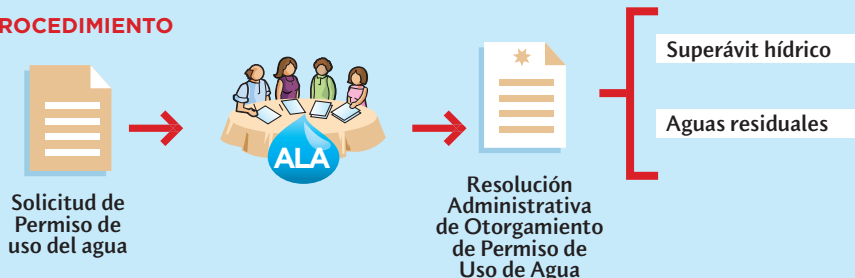 ROCEDIMIENTO
Solicitud de
Permiso de
uso del agua
ALA
Resolución
Administrativa
de Otorgamiento
de Permiso de
Uso de Agua
Superávit hídrico
Aguas residuales